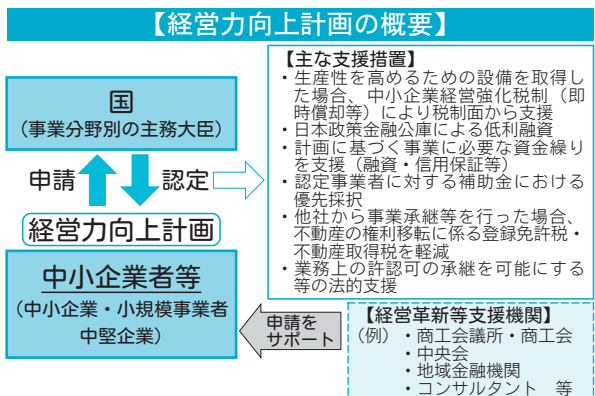 【経営力向上計画の概要】
国
（事業分野別の主務大臣）
申請
認定
経営力向上計画
中小企業者等
（中小企業・小規模事業者
中堅企業）
【主な支援措置】
・生産性を高めるための設備を取得し
た場合、中小企業経営強化税制（即
時償却等）により税制面から支援
・日本政策金融公庫による低利融資
・計画に基づく事業に必要な資金繰り
を支援（融資・信用保証等）
・認定事業者に対する補助金における
優先採択
・他社から事業承継等を行った場合、
不動産の権利移転に係る登録免許税・
不動産取得税を軽減
・業務上の許認可の承継を可能にする
等の法的支援
申請を
サポート
【経営革新等支援機関】
（例）・商工会議所・商工会
・中央会
・地域金融機関
・コンサルタント　等